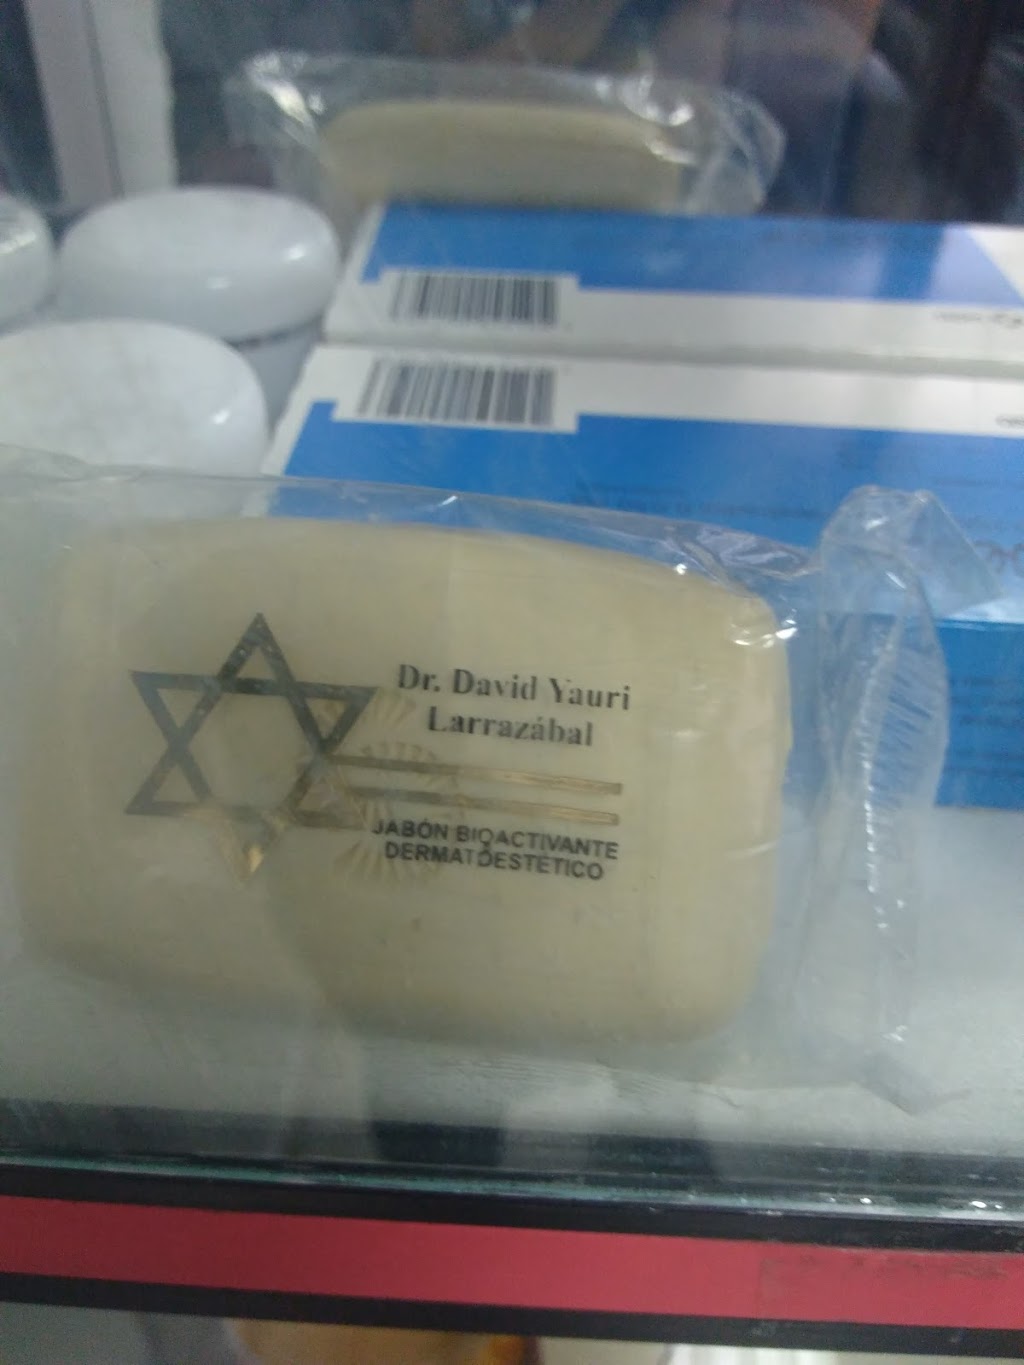 Dr. David Yauri
Larrazábal
JABÓN BIOACTIVANTE
DERMATOESTÉTICO